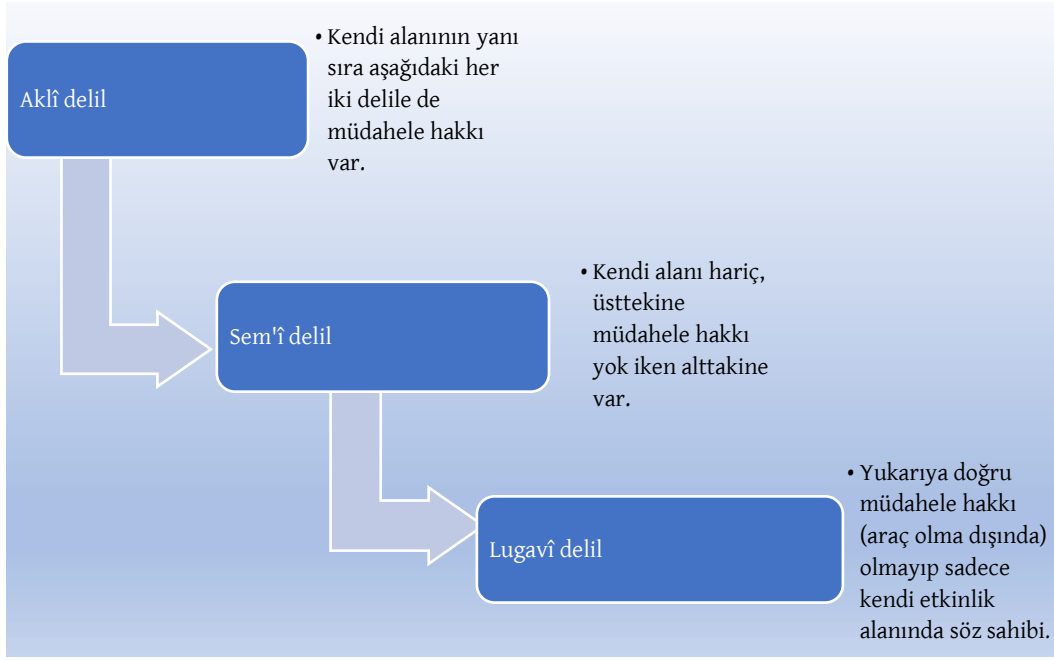 Aklî delil
• Kendi alanının yanı
sıra aşağıdaki her
iki delile de
müdahele hakkı
var.
Sem'î delil
• Kendi alanı hariç,
üsttekine
müdahele hakkı
yok iken alttakine
var.
Lugavî delil
• Yukarıya doğru
müdahele hakkı
(araç olma dışında)
olmayıp sadece
kendi etkinlik
alanında söz sahibi.